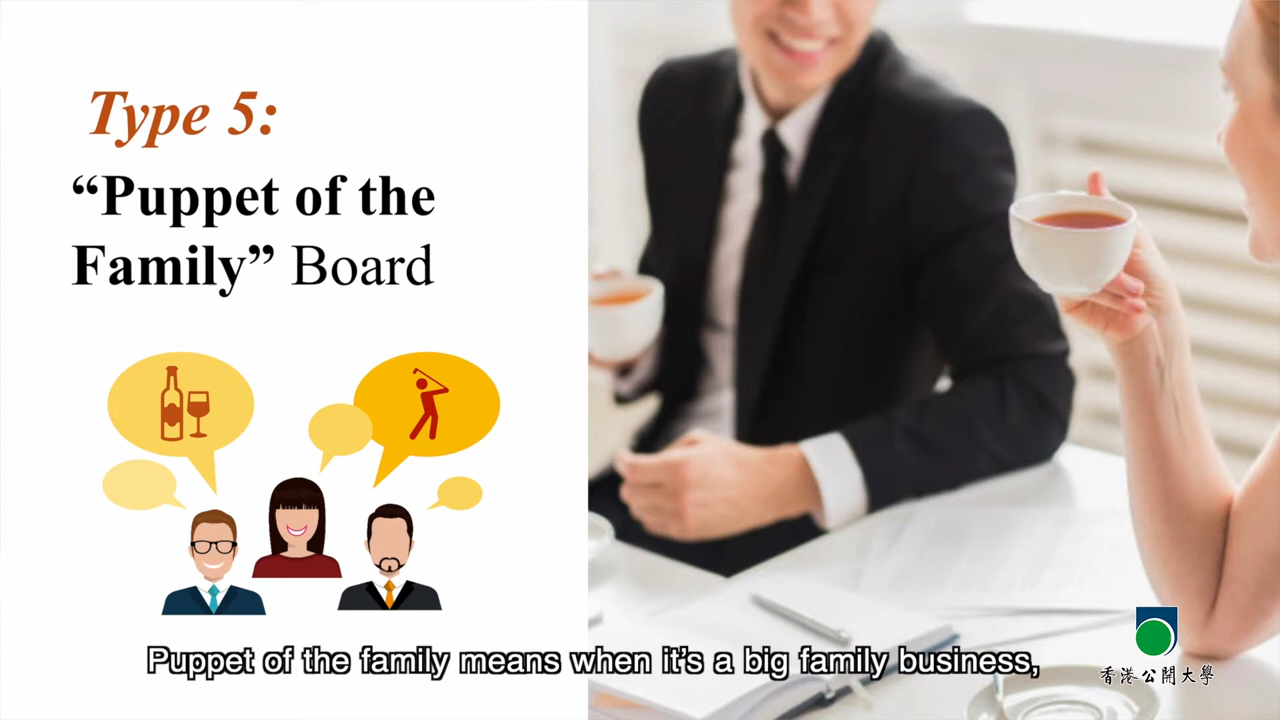 Type 5:
“Puppet of the
Family” Board
Puppet of the family means when it's a big family business,
香港公開大學